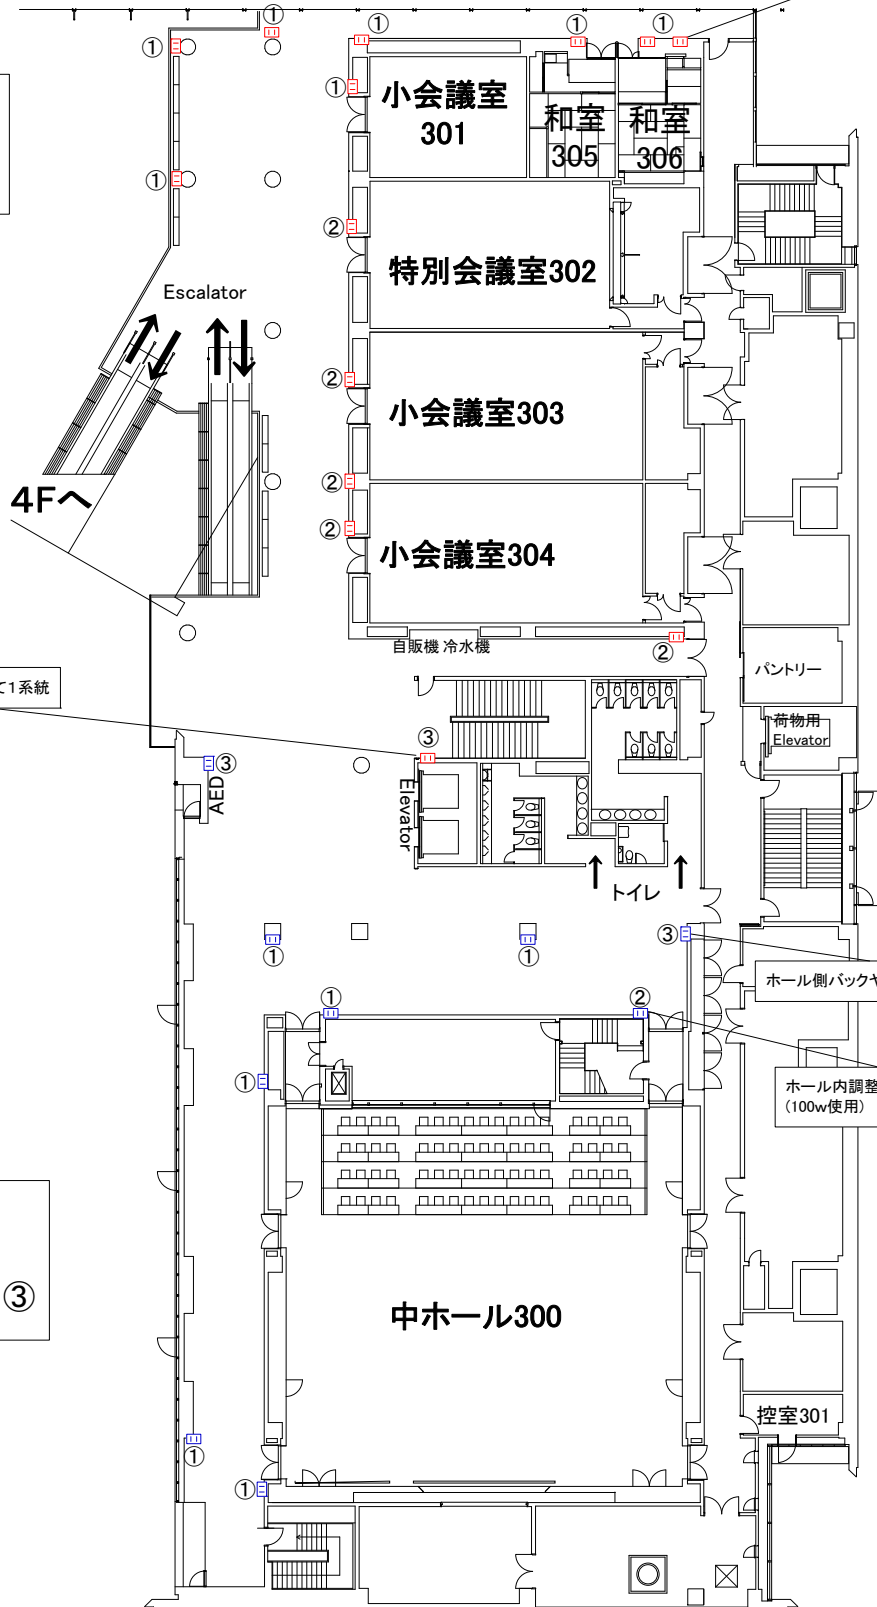 ①
①
①
①
①
①
①
小会議室
301
和室
305
和室
306
①
②
特別会議室302
Escalator
②
小会議室303
②
4Fへ
②
小会議室304
自販機 冷水機
②
パントリー
て1系統
荷物用
Elevator
③
③
AED
Elevator
トイレ
①
①
③
ホール側バックヤ
①
②
ホール内調整
(100w使用)
①
③
中ホール300
控室301
①
①